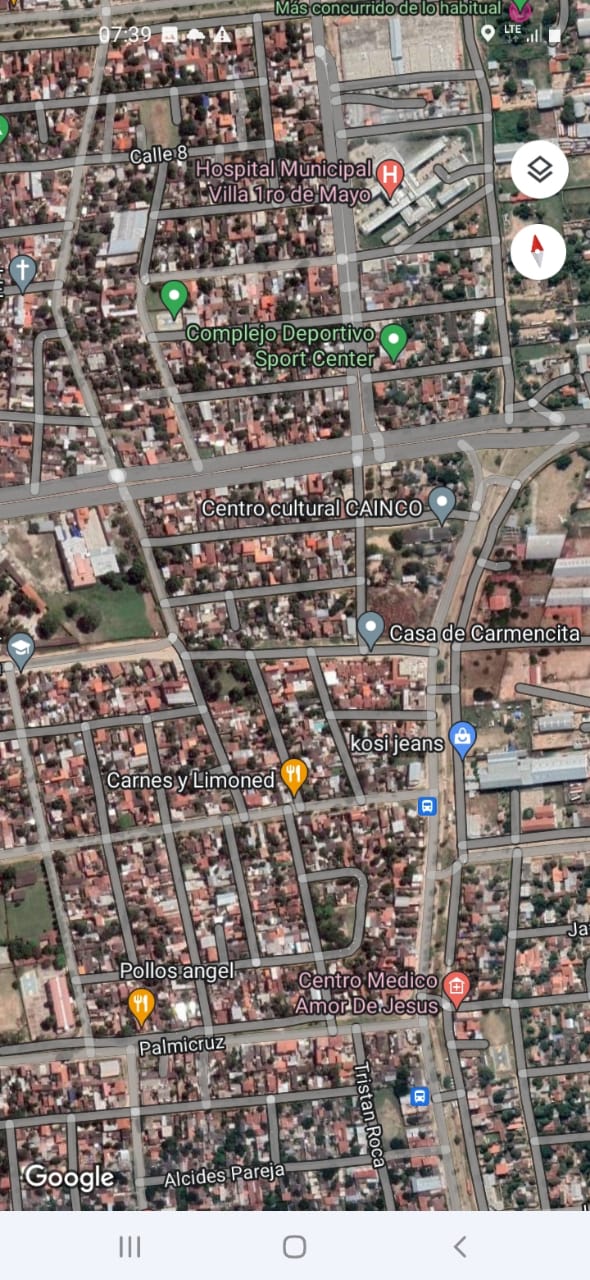 Más concurrido de lo habitual
07:39
LTE
Calle 8
Hospital Municipal
Villa 1ro de Mayo
Complejo Deportivo
Sport Center
Centro cultural CAINCO
Casa de Carmencita
kosi jeans
Carnes y Limoned
Pollos angel
Centro Medico
Amor De Jesus
Palmicruz
Tristan Roca
Alcides Pareja
Google